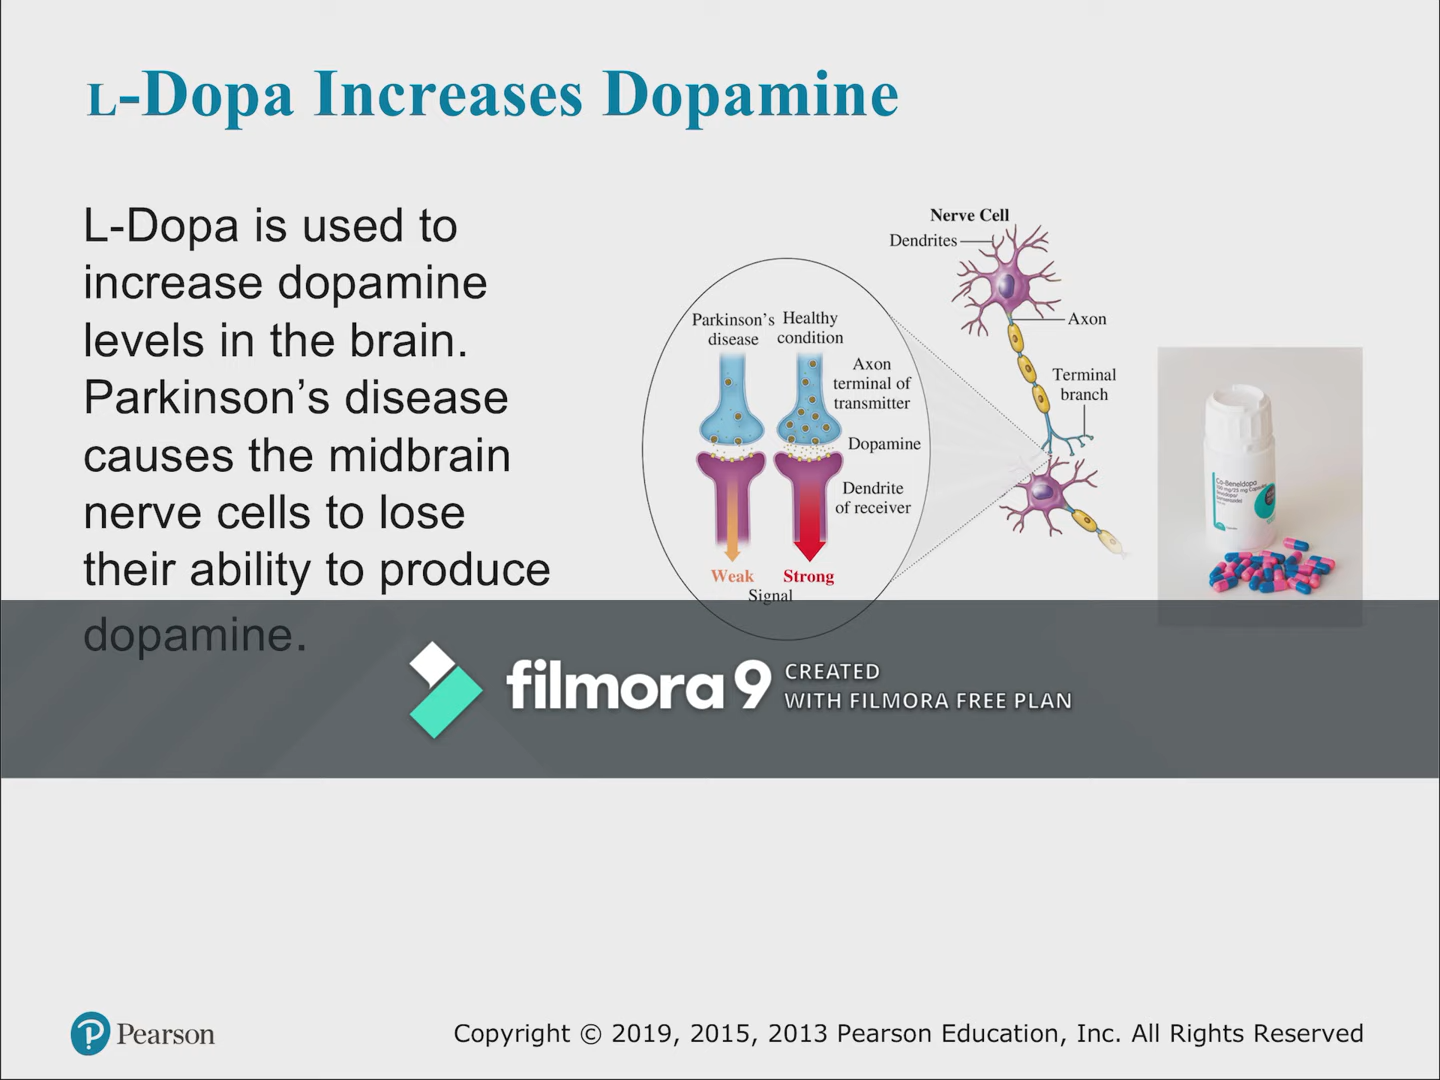 L-Dopa Increases Dopamine
L-Dopa is used to
increase dopamine
levels in the brain.
Parkinson’s disease
causes the midbrain
nerve cells to lose
their ability to produce
dopamine.
Nerve Cell
Dendrites
Axon
Terminal
branch
Parkinson’s
disease
Healthy
condition
Axon
terminal of
transmitter
Dopamine
Dendrite
of receiver
Weak
Strong
Signal
Co-Beneldopa
filmora9
CREATED
WITH FILMORA FREE PLAN
Pearson
Copyright © 2019, 2015, 2013 Pearson Education, Inc. All Rights Reserved